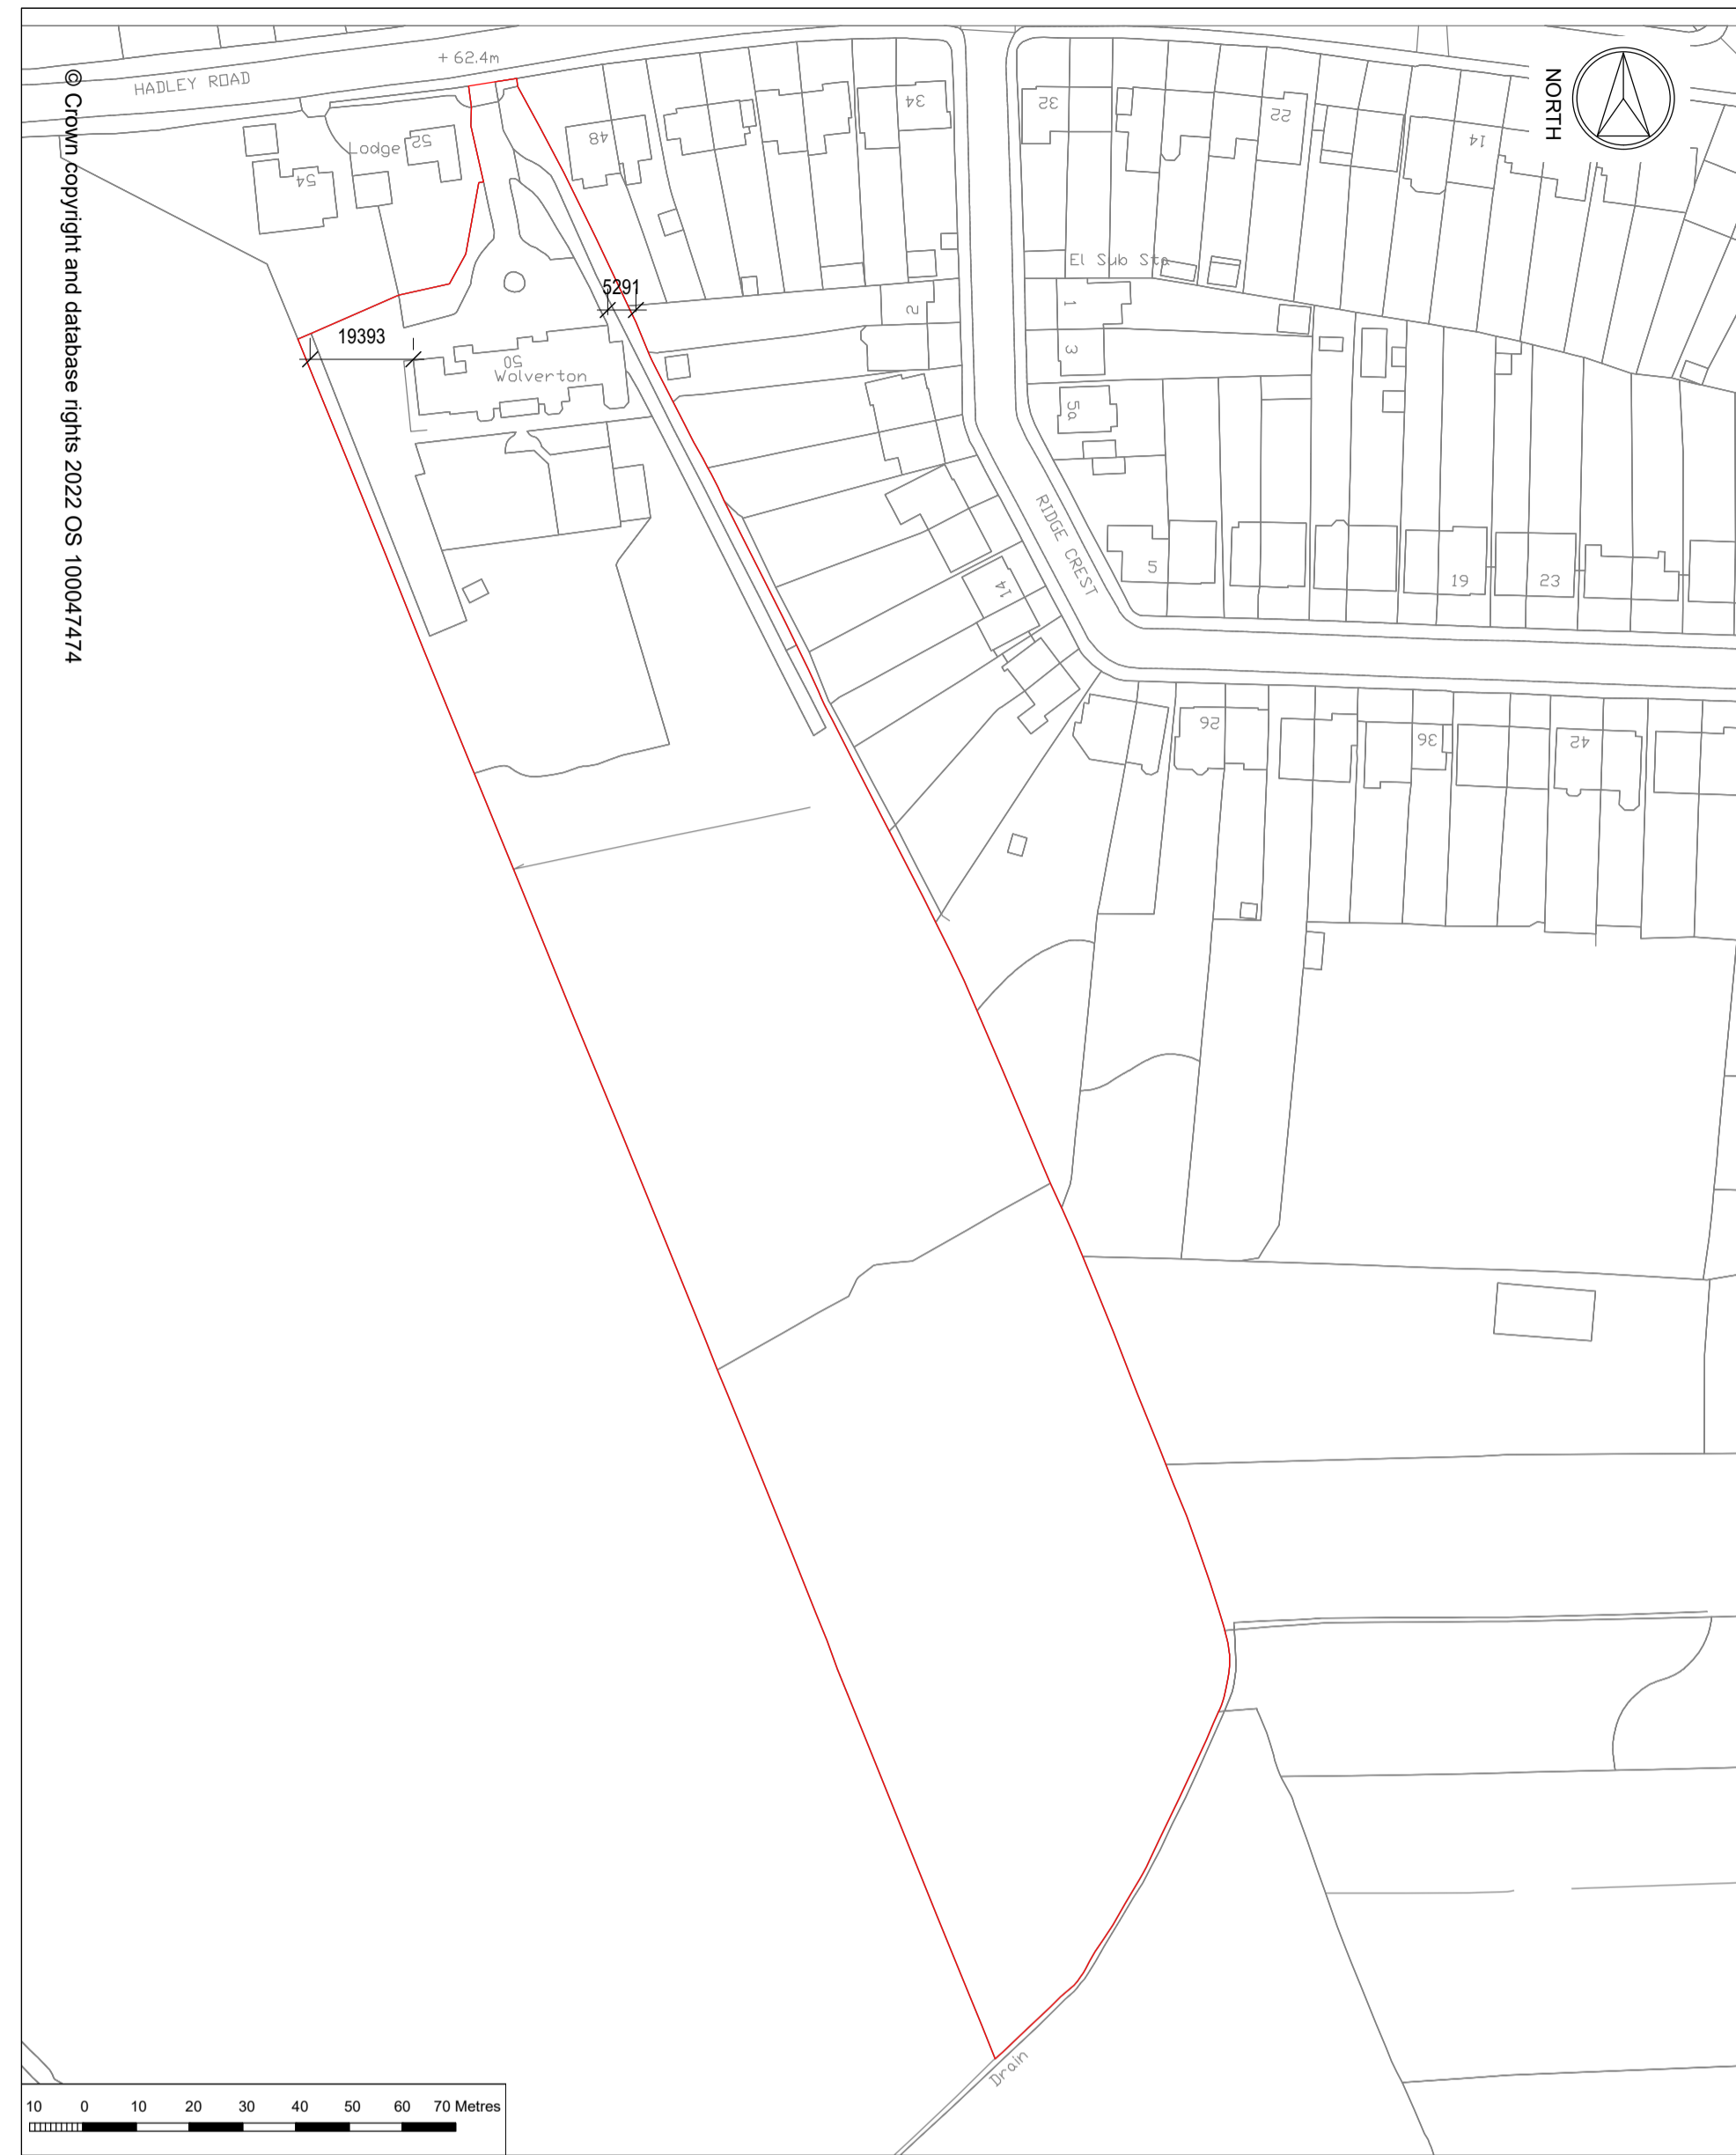 + 62.4m
HADLEY ROAD
NORTH
© Crown copyright and database rights 2022 OS 100047474
Lodge
52
54
48
34
32
22
14
El Sub Sta
5291
19393
50
Wolverton
2
1
3
5a
RIDGE CREST
14
5
19
23
26
36
42
Drain
10 0 10 20 30 40 50 60 70 Metres